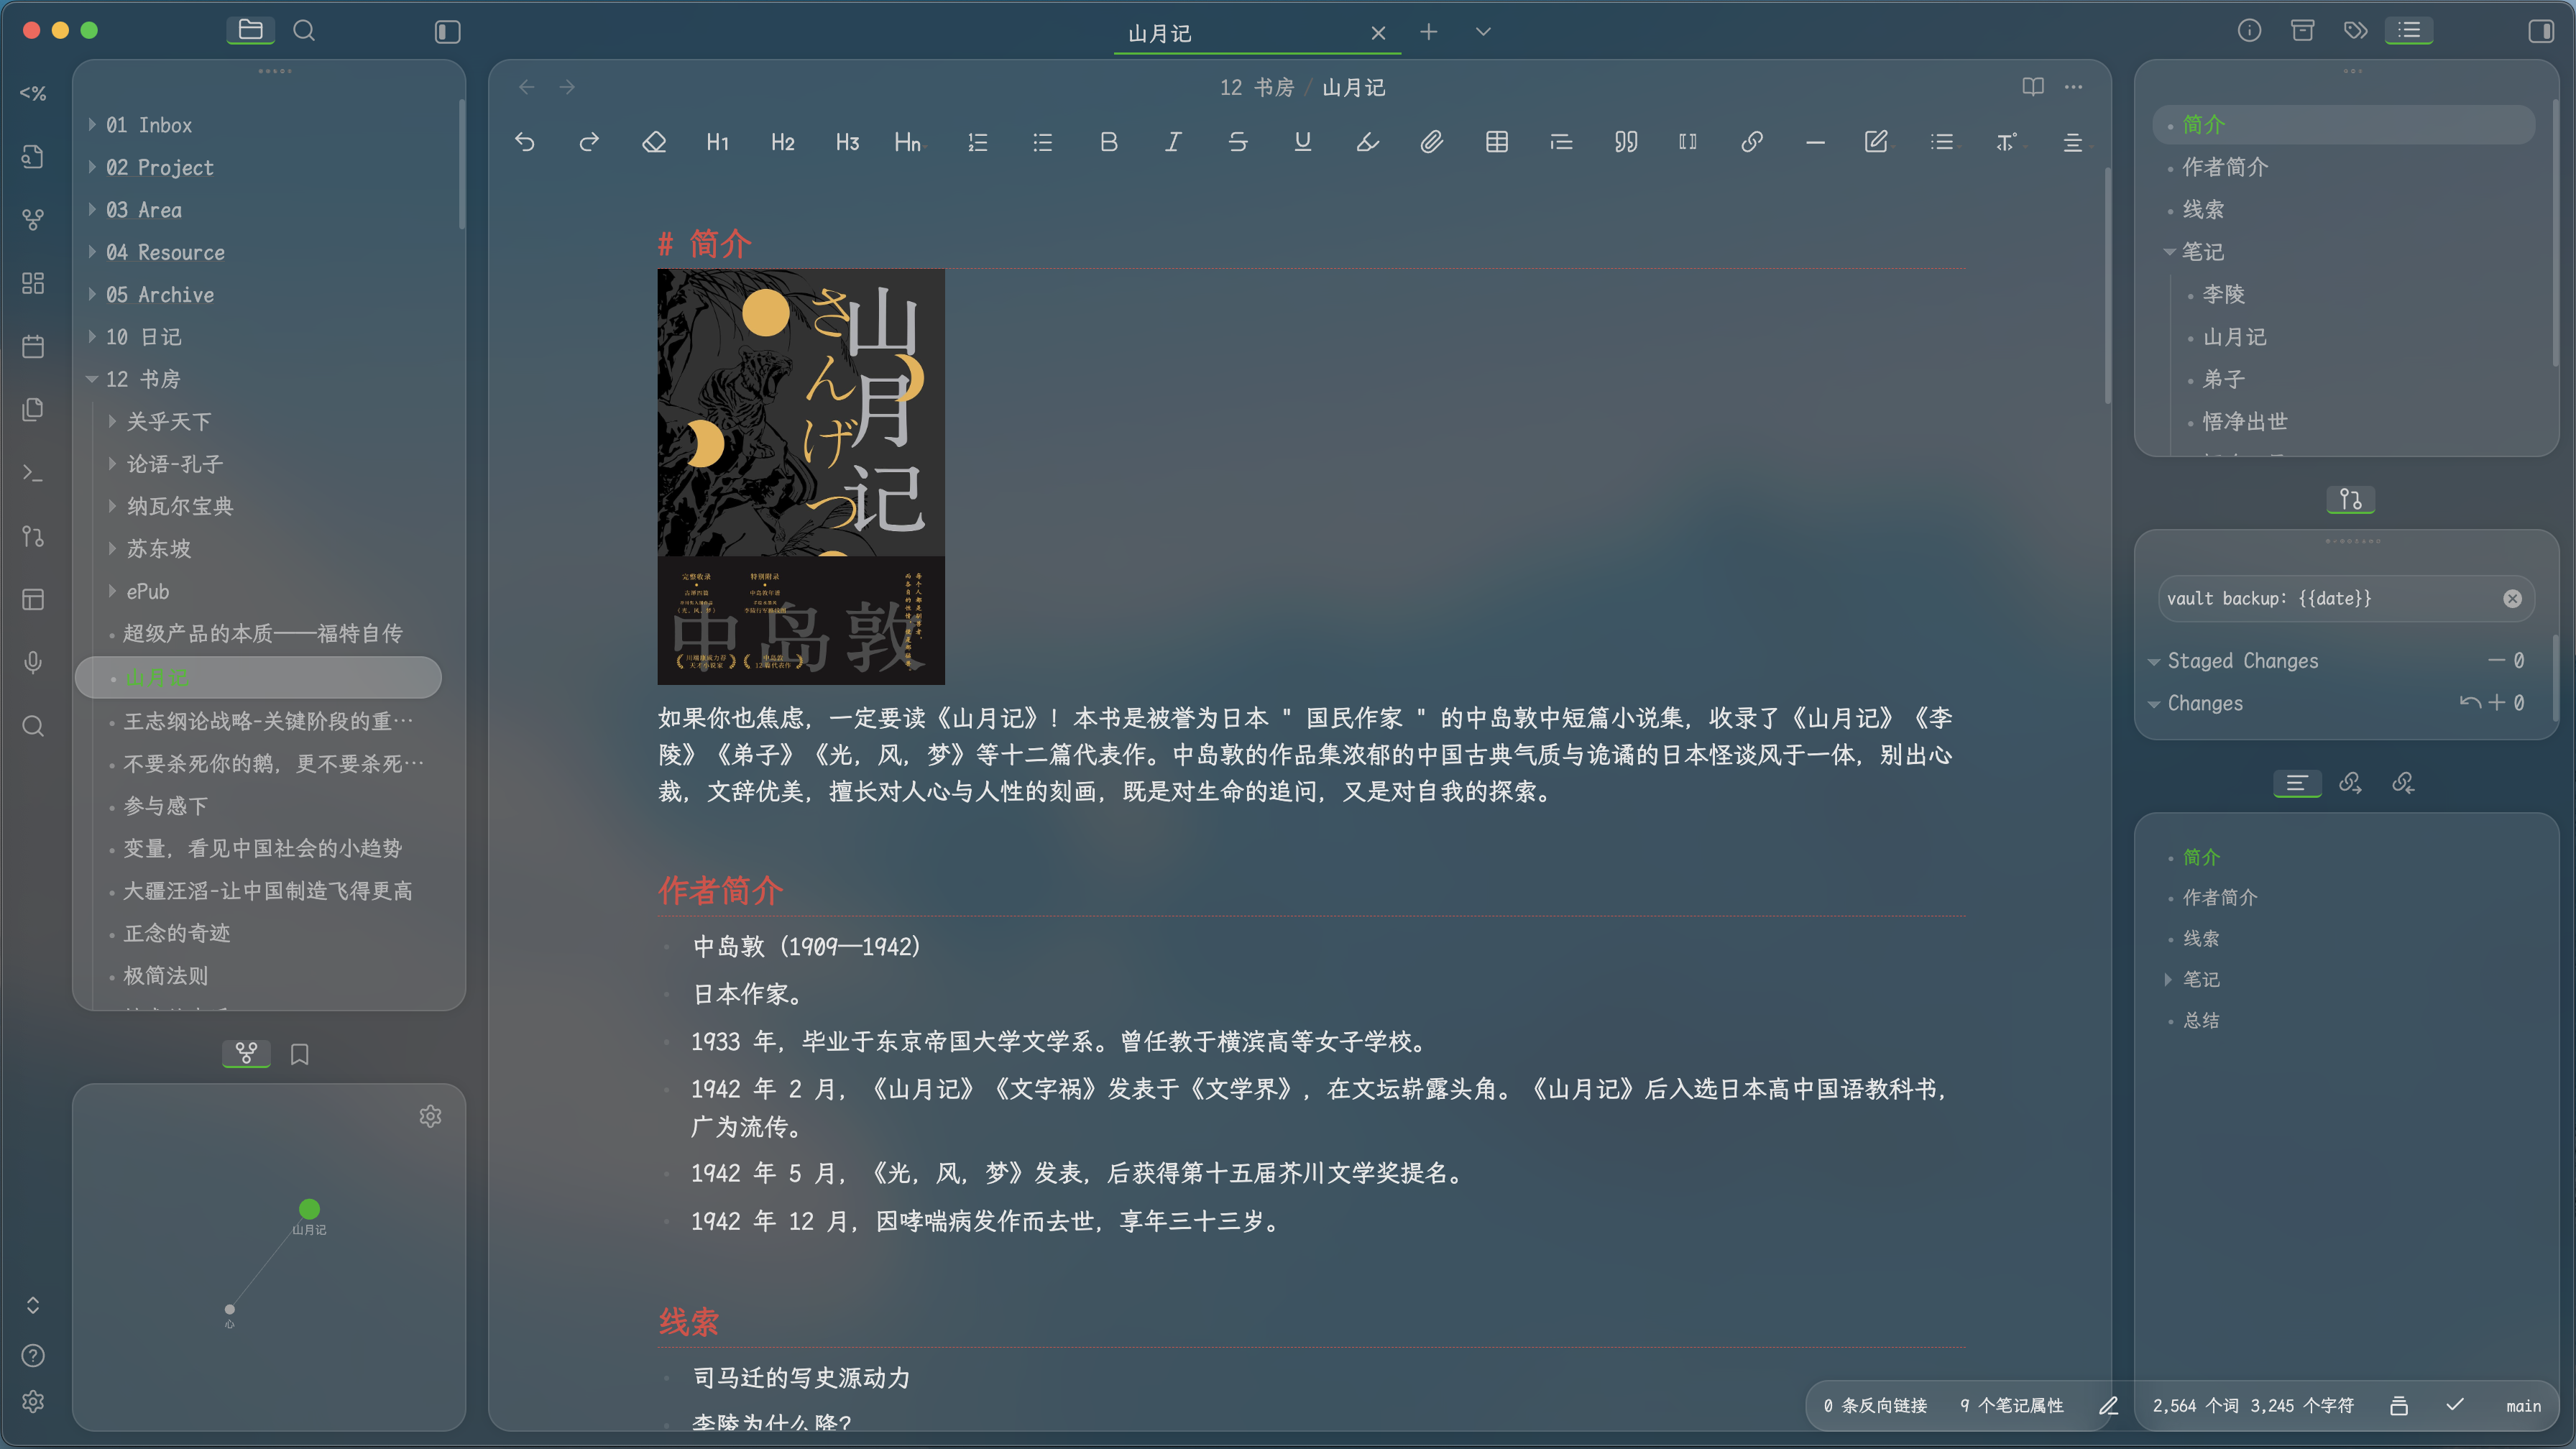 山月记
<%
01 Inbox
02 Project
03 Area
04 Resource
05 Archive
10 日记
12 书房
关乎天下
论语-孔子
纳瓦尔宝典
苏东坡
ePub
超级产品的本质——福特自传
山月记
王志纲论战略-关键阶段的重…
不要杀死你的鹅，更不要杀死…
参与感下
变量，看见中国社会的小趋势
大疆汪滔-让中国制造飞得更高
正念的奇迹
极简法则
山月记
心
12 书房 / 山月记
H1 H2 H3 Hn
# 简介
山月记
さんげつ
完整收录
特别附录
中岛敦年谱
中岛敦
12篇代表作
中岛敦
如果你也焦虑，一定要读《山月记》！本书是被誉为日本 " 国民作家 " 的中岛敦中短篇小说集，收录了《山月记》《李
陵》《弟子》《光，风，梦》等十二篇代表作。中岛敦的作品集浓郁的中国古典气质与诡谲的日本怪谈风于一体，别出心
裁，文辞优美，擅长对人心与人性的刻画，既是对生命的追问，又是对自我的探索。
作者简介
中岛敦（1909—1942）
日本作家。
1933 年，毕业于东京帝国大学文学系。曾任教于横滨高等女子学校。
1942 年 2 月，《山月记》《文字祸》发表于《文学界》，在文坛崭露头角。《山月记》后入选日本高中国语教科书，
广为流传。
1942 年 5 月，《光，风，梦》发表，后获得第十五届芥川文学奖提名。
1942 年 12 月，因哮喘病发作而去世，享年三十三岁。
线索
司马迁的写史源动力
李陵为什么降？
简介
作者简介
线索
笔记
李陵
山月记
弟子
悟净出世
vault backup: {{date}}
Staged Changes
0
Changes
0
简介
作者简介
线索
笔记
总结
0 条反向链接 9 个笔记属性 2,564 个词 3,245 个字符 main